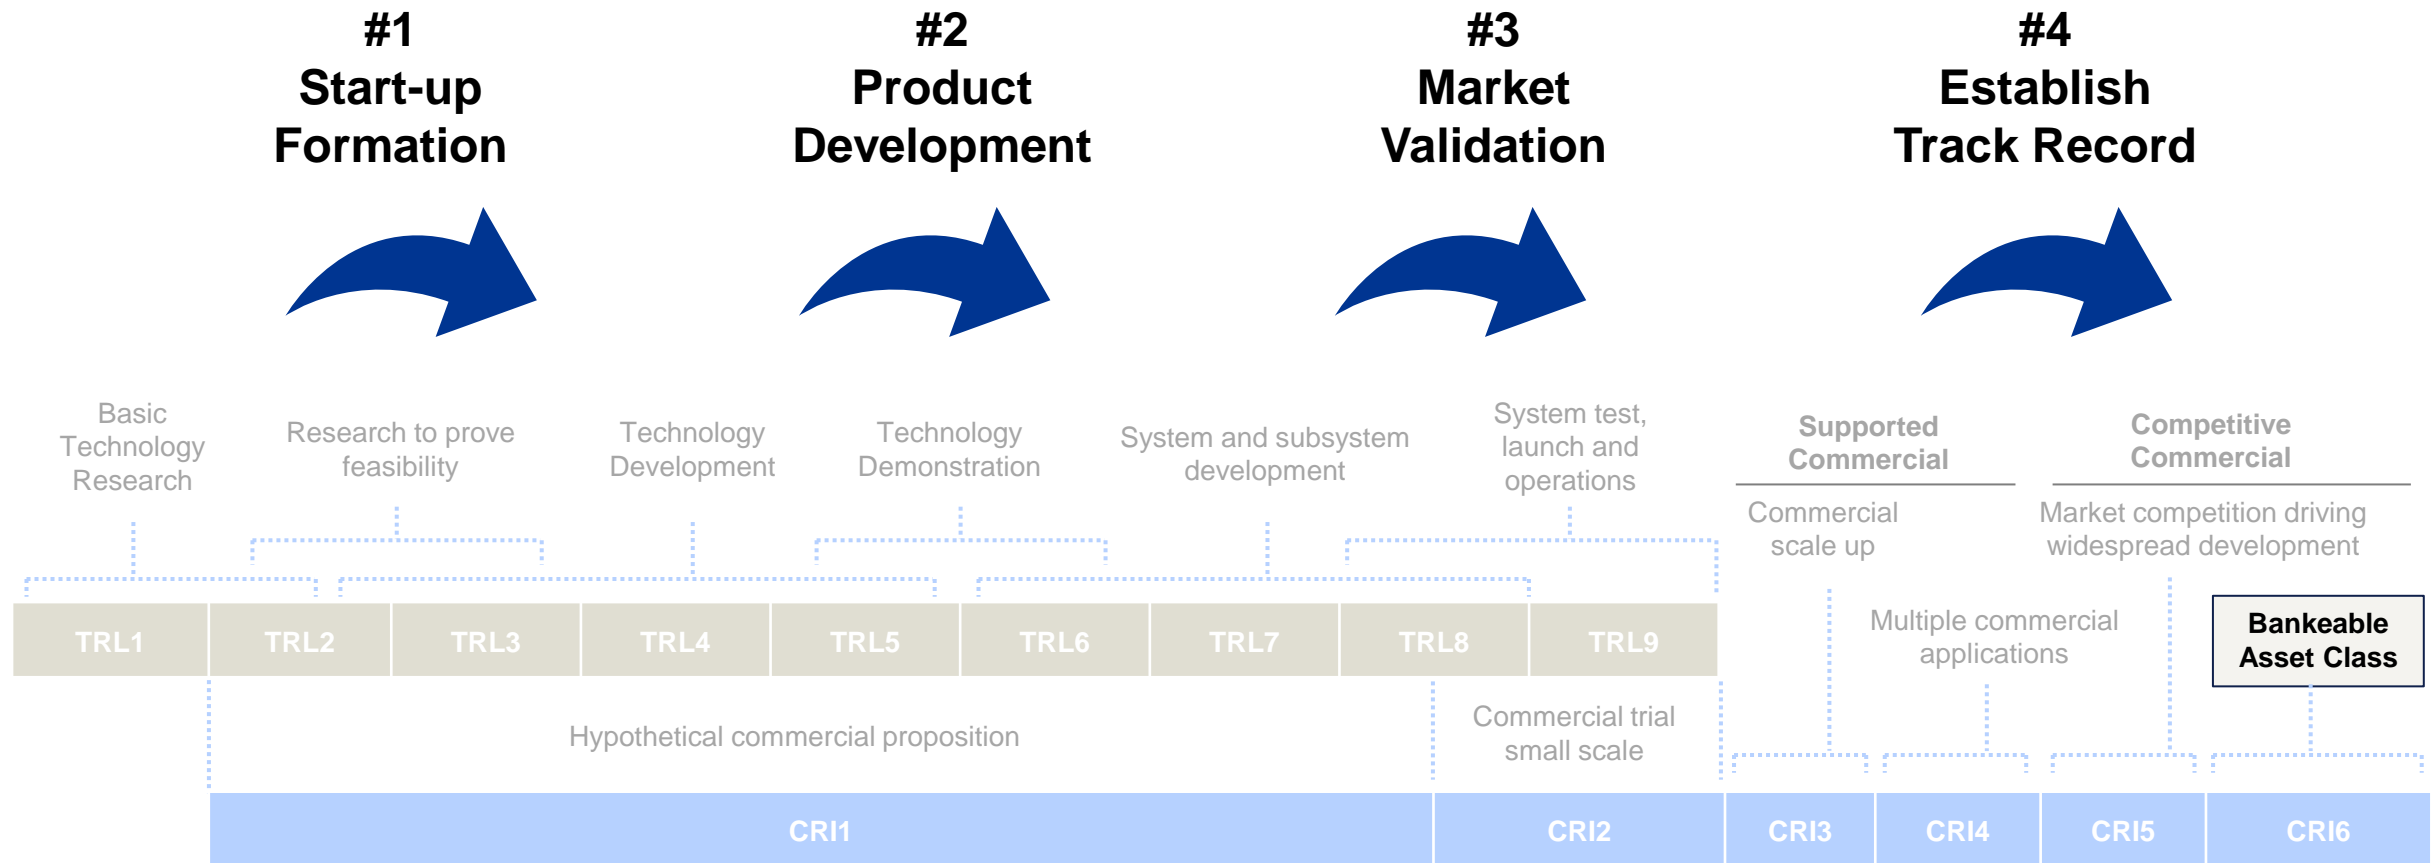 #1
Start-up
Formation
#2
Product
Development
#3
Market
Validation
#4
Establish
Track Record
Basic
Technology
Research
Research to prove
feasibility
Technology
Development
Technology
Demonstration
System and subsystem
development
System test,
launch and
operations
Supported
Commercial
Commercial
scale up
Competitive
Commercial
Market competition driving
widespread development
Multiple commercial
applications
Bankeable
Asset Class
TRL1
TRL2
TRL3
TRL4
TRL5
TRL6
TRL7
TRL8
TRL9
Hypothetical commercial proposition
Commercial trial
small scale
CRI1
CRI2
CRI3
CRI4
CRI5
CRI6